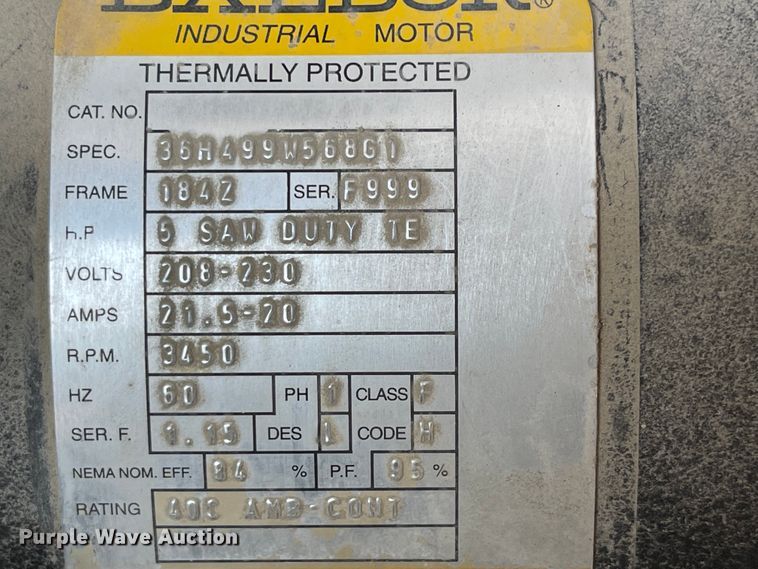 BALDOR®
INDUSTRIAL MOTOR
THERMALLY PROTECTED
CAT. NO.
SPEC. 36H499W568G1
FRAME 184Z SER. F999
H.P 5 SAW DUTY TE
VOLTS 208-230
AMPS 21.5-20
R.P.M. 3450
HZ 60 PH 1 CLASS F
SER. F. 1.15 DES L CODE H
NEMA NOM. EFF. 84 % P.F. 95 %
RATING 40C AMB-CONT
Purple Wave Auction